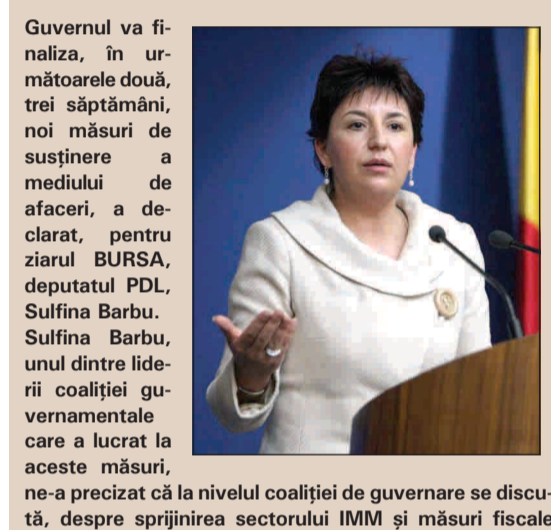 Guvernul va fi-
naliza, în ur-
mătoarele două,
trei săptămâni,
noi măsuri de
susținere a
mediului de
afaceri, a de-
clarat, pentru
ziarul BURSA,
deputatul PDL,
Sulfina Barbu.
Sulfina Barbu,
unul dintre lide-
rii coaliției gu-
vernamentale
care a lucrat la
aceste măsuri,
ne-a precizat că la nivelul coaliției de guvernare se discu-
tă, despre sprijinirea sectorului IMM și măsuri fiscale